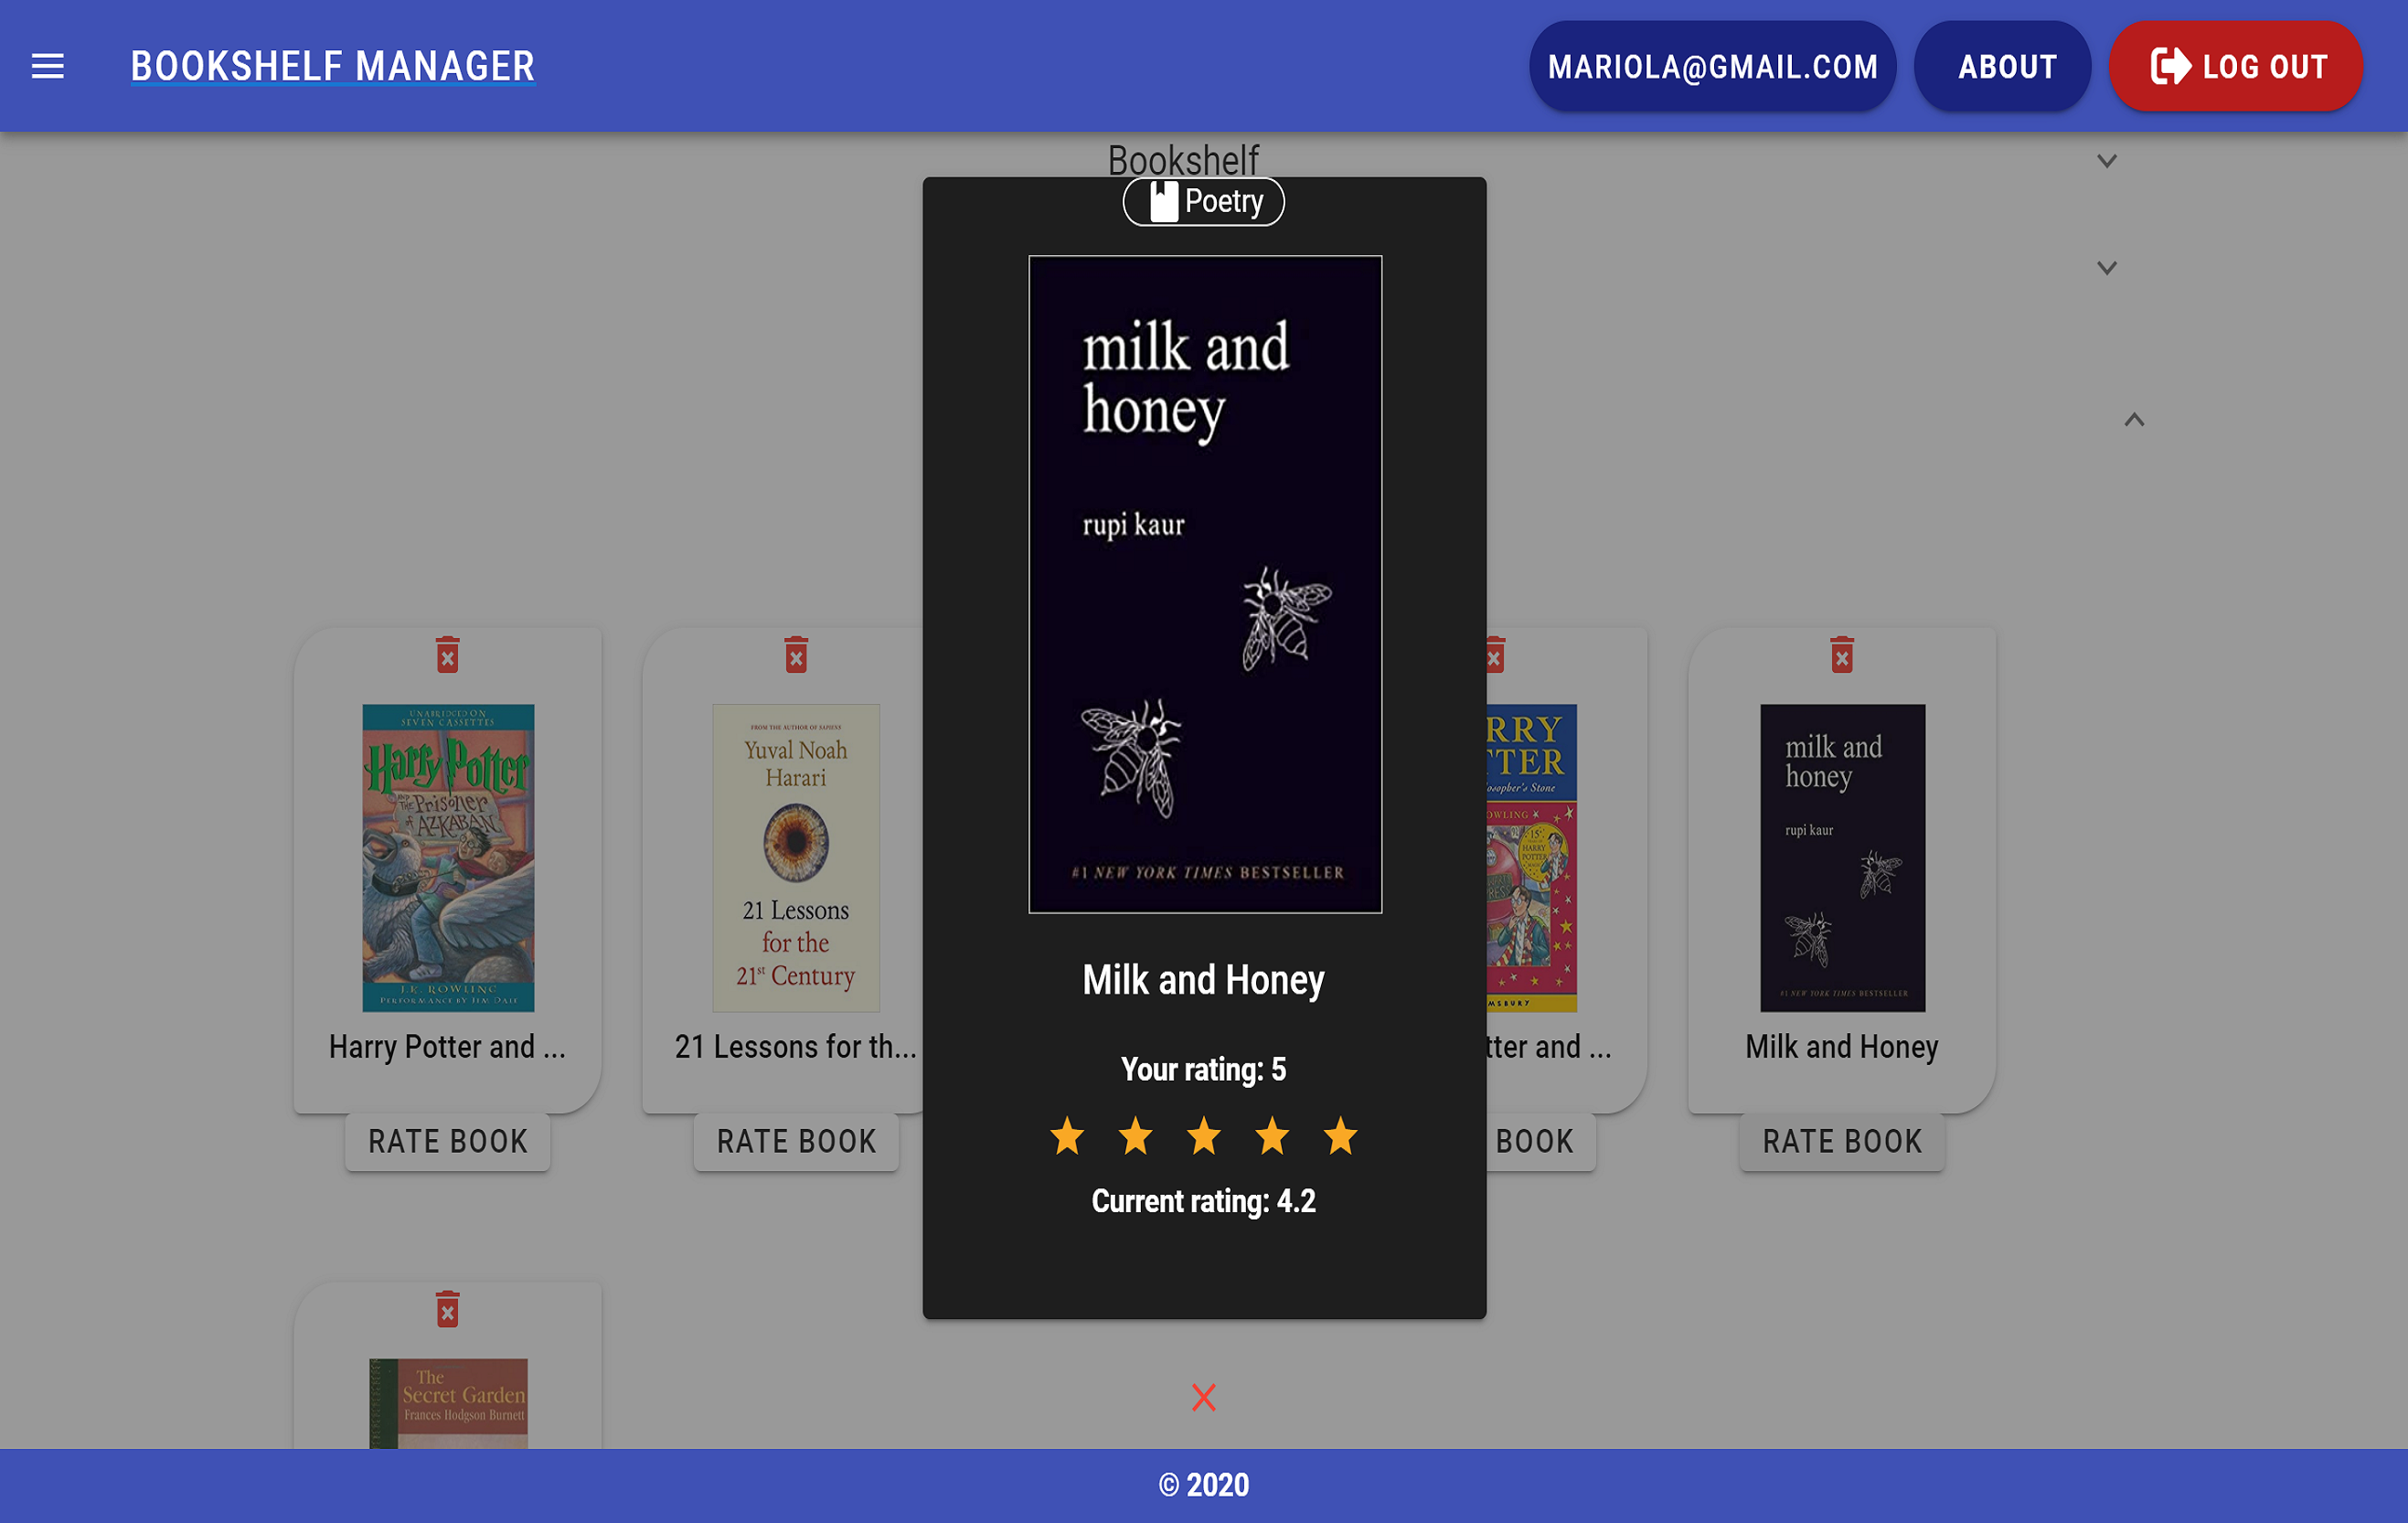 BOOKSHELF MANAGER
MARIOLA@GMAIL.COM
ABOUT
LOG OUT
Bookshelf
Poetry
milk and
honey
rupi kaur
#1 NEW YORK TIMES BESTSELLER
Milk and Honey
Your rating: 5
Current rating: 4.2
UNABRIDGED ON
SEVEN CASSETTES
Harry Potter
AND THE Prisoner
of AZKABAN
J.K. ROWLING
PERFORMANCE BY JIM DALE
Harry Potter and ...
RATE BOOK
FROM THE AUTHOR OF SAPIENS
Yuval Noah
Harari
21 Lessons
for the
21st Century
21 Lessons for th...
RATE BOOK
RRY
TER
losopher's Stone
OWLING
15
HARRY
POTTER
MSBURY
tter and ...
BOOK
milk and
honey
rupi kaur
#1 NEW YORK TIMES BESTSELLER
Milk and Honey
RATE BOOK
The
Secret Garden
Frances Hodgson Burnett
© 2020